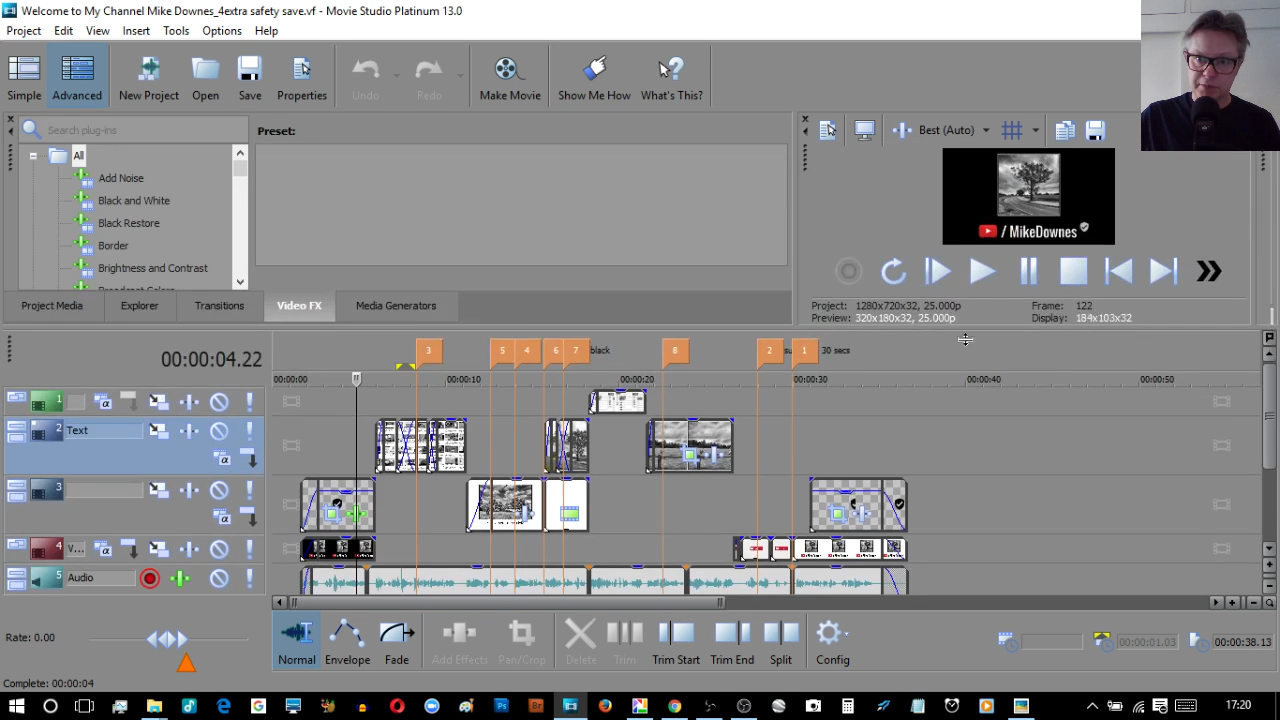 Welcome to My Channel Mike Downes_4extra safety save.vf - Movie Studio Platinum 13.0
Project Edit View Insert Tools Options Help
Simple Advanced New Project Open Save Properties Undo Redo Make Movie Show Me How What's This?
Search plug-ins
Preset:
Best (Auto)
All
Add Noise
Black and White
Black Restore
Border
Brightness and Contrast
/ MikeDownes
Project Media Explorer Transitions Video FX Media Generators
Project: 1280x720x32, 25.000p Frame: 122
Preview: 320x180x32, 25.000p Display: 184x103x32
00:00:04.22
3 5 4 6 7 black 8 2 su 1 30 secs
00:00:00 00:00:10 00:00:20 00:00:30 00:00:40 00:00:50
1
2 Text
3
4 V...
5 Audio
Rate: 0.00
Normal Envelope Fade Add Effects Pan/Crop Delete Trim Trim Start Trim End Split Config
00:00:01.03 00:00:38.13
Complete: 00:00:04
Ps Br 17:20